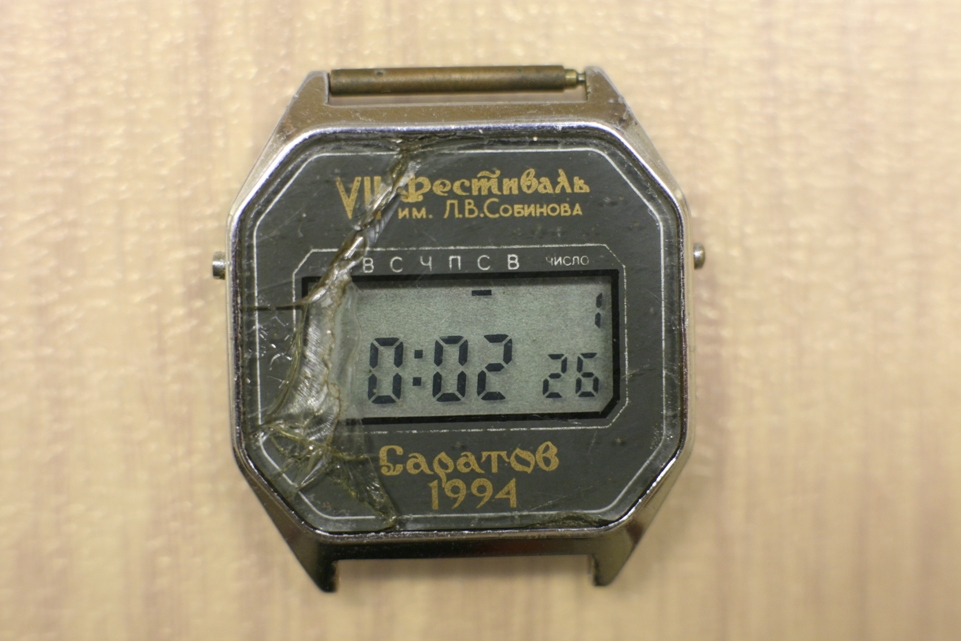 VII Фестиваль
им. Л.В.Собинова
В С Ч П С В число
1
0:02 26
Саратов
1994